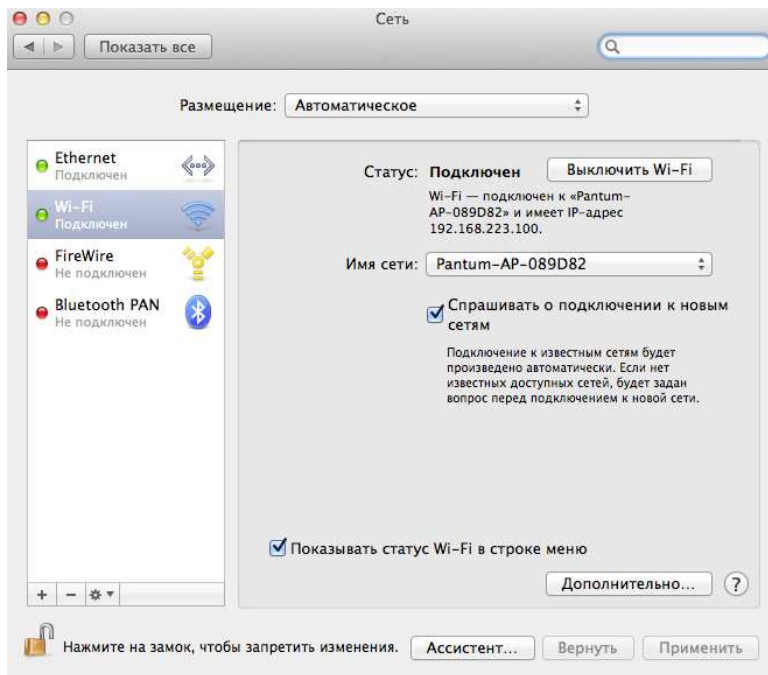 Сеть
Показать все
Размещение: Автоматическое
Ethernet
Подключен
Wi-Fi
Подключен
FireWire
Не подключен
Bluetooth PAN
Не подключен
Статус: Подключен
Выключить Wi-Fi
Wi-Fi — подключен к «Pantum-
AP-089D82» и имеет IP-адрес
192.168.223.100.
Имя сети: Pantum-AP-089D82
Спрашивать о подключении к новым
сетям
Подключение к известным сетям будет
произведено автоматически. Если нет
известных доступных сетей, будет задан
вопрос перед подключением к новой сети.
Показывать статус Wi-Fi в строке меню
Дополнительно... ?
+ −
Нажмите на замок, чтобы запретить изменения. Ассистент... Вернуть Применить